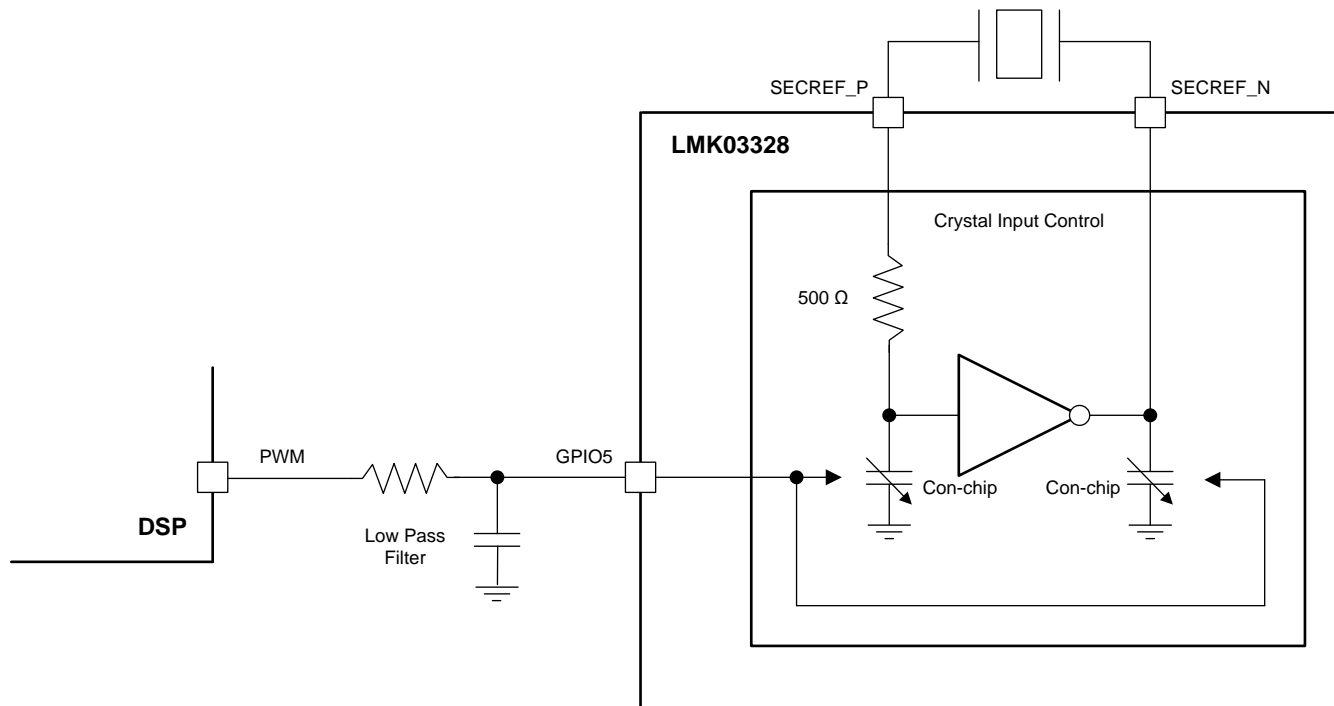 SECREF_P
SECREF_N
LMK03328
Crystal Input Control
500 Ω
PWM
GPIO5
Con-chip
Con-chip
DSP
Low Pass
Filter